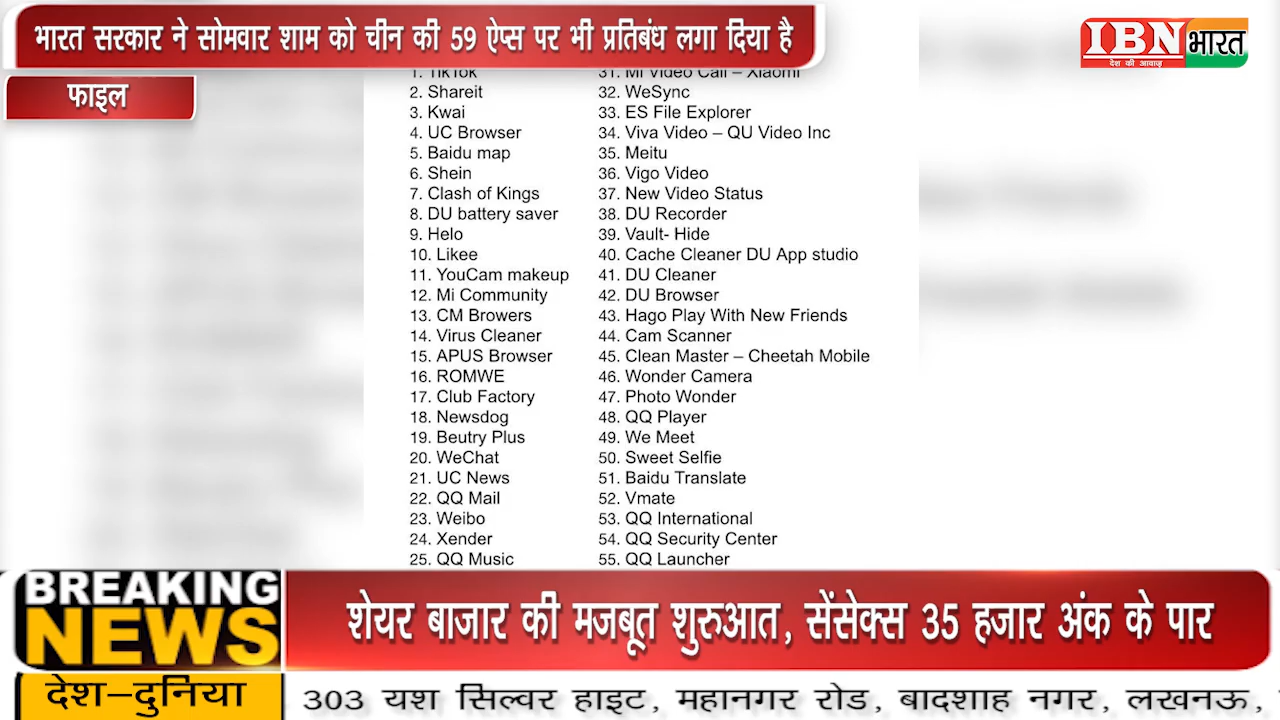 भारत सरकार ने सोमवार शाम को चीन की 59 ऐप्स पर भी प्रतिबंध लगा दिया है
IBN भारत
देश की आवाज़
फाइल
1. TikTok
2. Shareit
3. Kwai
4. UC Browser
5. Baidu map
6. Shein
7. Clash of Kings
8. DU battery saver
9. Helo
10. Likee
11. YouCam makeup
12. Mi Community
13. CM Browers
14. Virus Cleaner
15. APUS Browser
16. ROMWE
17. Club Factory
18. Newsdog
19. Beutry Plus
20. WeChat
21. UC News
22. QQ Mail
23. Weibo
24. Xender
25. QQ Music
31. Mi Video Call – Xiaomi
32. WeSync
33. ES File Explorer
34. Viva Video – QU Video Inc
35. Meitu
36. Vigo Video
37. New Video Status
38. DU Recorder
39. Vault- Hide
40. Cache Cleaner DU App studio
41. DU Cleaner
42. DU Browser
43. Hago Play With New Friends
44. Cam Scanner
45. Clean Master – Cheetah Mobile
46. Wonder Camera
47. Photo Wonder
48. QQ Player
49. We Meet
50. Sweet Selfie
51. Baidu Translate
52. Vmate
53. QQ International
54. QQ Security Center
55. QQ Launcher
BREAKING
NEWS
शेयर बाजार की मजबूत शुरुआत, सेंसेक्स 35 हजार अंक के पार
देश-दुनिया
303 यश सिल्वर हाइट, महानगर रोड, बादशाह नगर, लखनऊ,